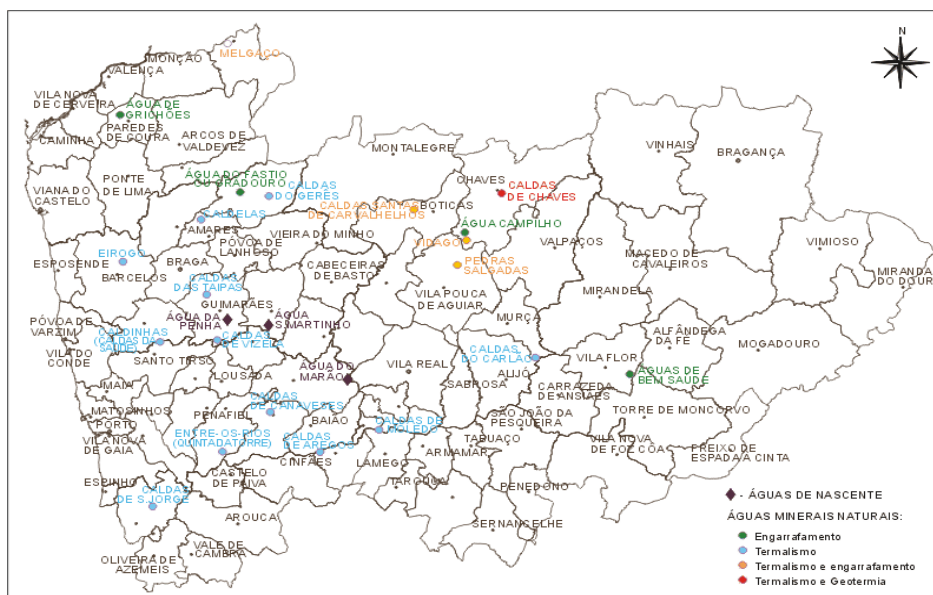 N
MELGAÇO
MONÇÃO
VALENÇA
VILA NOVA
DE CERVEIRA
ÁGUA DE
GRICHÕES
PAREDES
DE COURA
CAMINHA
ARCOS DE
VALDEVEZ
MONTALEGRE
VINHAIS
BRAGANÇA
PONTE
DE LIMA
ÁGUA DO FASTIO
OU GRADOURO
CALDAS
DO GERÊS
CHAVES
CALDAS
DE CHAVES
VIANA DO
CASTELO
CALDELAS
CALDAS SANTAS
DE CARVALHELHOS
BOTICAS
ÁGUA CAMPILHO
AMARES
VIEIRA DO MINHO
PÓVOA DE
LANHOSO
VIDAGO
VALPAÇOS
VIMIOSO
EIROGO
ESPOSENDE
BARCELOS
BRAGA
CABECEIRAS
DE BASTO
PEDRAS
SALGADAS
MACEDO DE
CAVALEIROS
MIRANDA
DO DOURO
CALDAS
DAS TAIPAS
VILA POUCA
DE AGUIAR
MIRANDELA
GUIMARÃES
PÓVOA DE
VARZIM
ÁGUA DA
PENHA
ÁGUA
S.MARTINHO
MURÇA
CALDINHAS
(CALDAS DA
SAÚDE)
CALDAS
DE VIZELA
ALFÂNDEGA
DA FÉ
MOGADOURO
VILA DO
CONDE
SANTO TIRSO
VILA REAL
CALDAS
DO CARLÃO
VILA FLOR
MAIA
LOUSADA
ÁGUA DO
MARÃO
SABROSA
ALIJÓ
ÁGUAS DE
BEM SAÚDE
CARRAZEDA
DE ANSIÃES
MATOSINHOS
PENAFIEL
CALDAS
DE CANAVESES
BAIÃO
CALDAS DE
MOLEDO
SÃO JOÃO DA
PESQUEIRA
TORRE DE MONCORVO
PORTO
VILA NOVA
DE GAIA
ENTRE-OS-RIOS
(QUINTADATORRE)
CALDAS
DE AREGOS
TABUAÇO
VILA NOVA
DE FOZ CÔA
CINFÃES
LAMEGO
ARMAMAR
FREIXO DE
ESPADA A CINTA
ESPINHO
CALDAS
DE S.JORGE
CASTELO
DE PAIVA
TAROUCA
PENEDONO
AROUCA
SERNANCELHE
VALE DE
CAMBRA
OLIVEIRA DE
AZEMEIS
- ÁGUAS DE NASCENTE
ÁGUAS MINERAIS NATURAIS:
Engarrafamento
Termalismo
Termalismo e engarrafamento
Termalismo e Geotermia